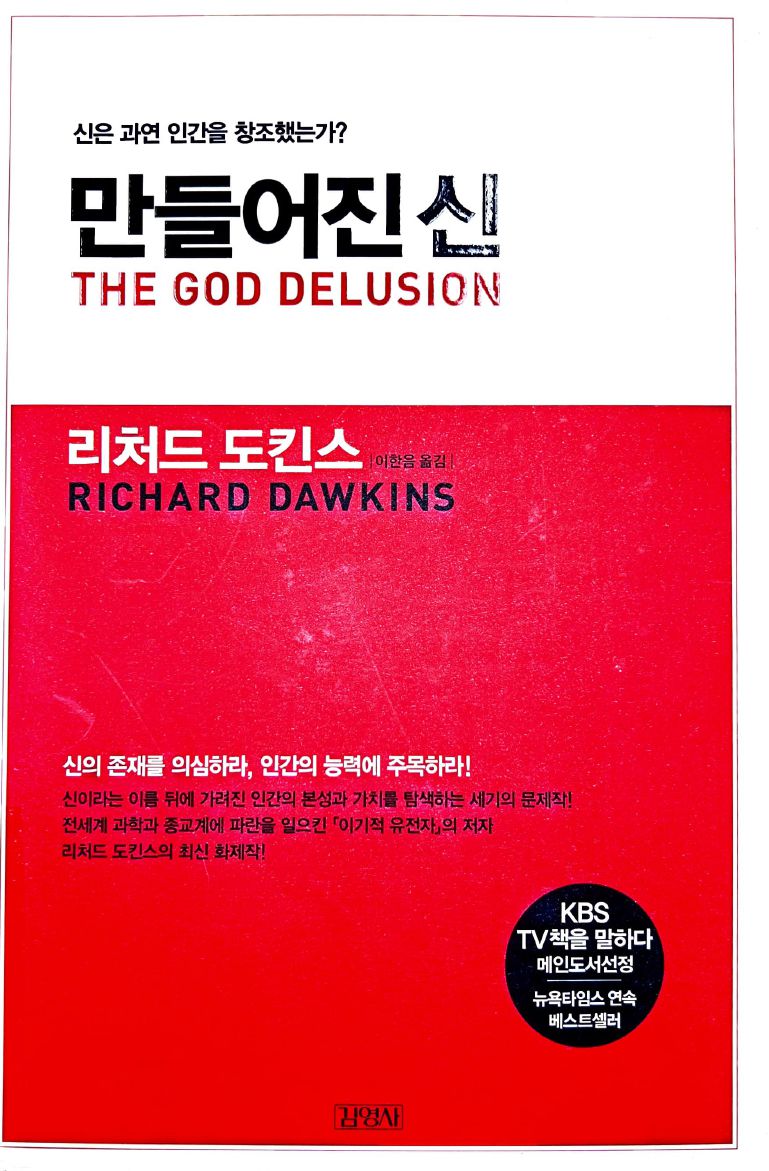 신은 과연 인간을 창조했는가?
만들어진 신
THE GOD DELUSION
리처드 도킨스 |이한음 옮김|
RICHARD DAWKINS
신의 존재를 의심하라, 인간의 능력에 주목하라!
신이라는 이름 뒤에 가려진 인간의 본성과 가치를 탐색하는 세기의 문제작!
전세계 과학과 종교계에 파란을 일으킨 「이기적 유전자」의 저자
리처드 도킨스의 최신 화제작!
KBS
TV책을 말하다
메인도서선정
뉴욕타임스 연속
베스트셀러
김영사